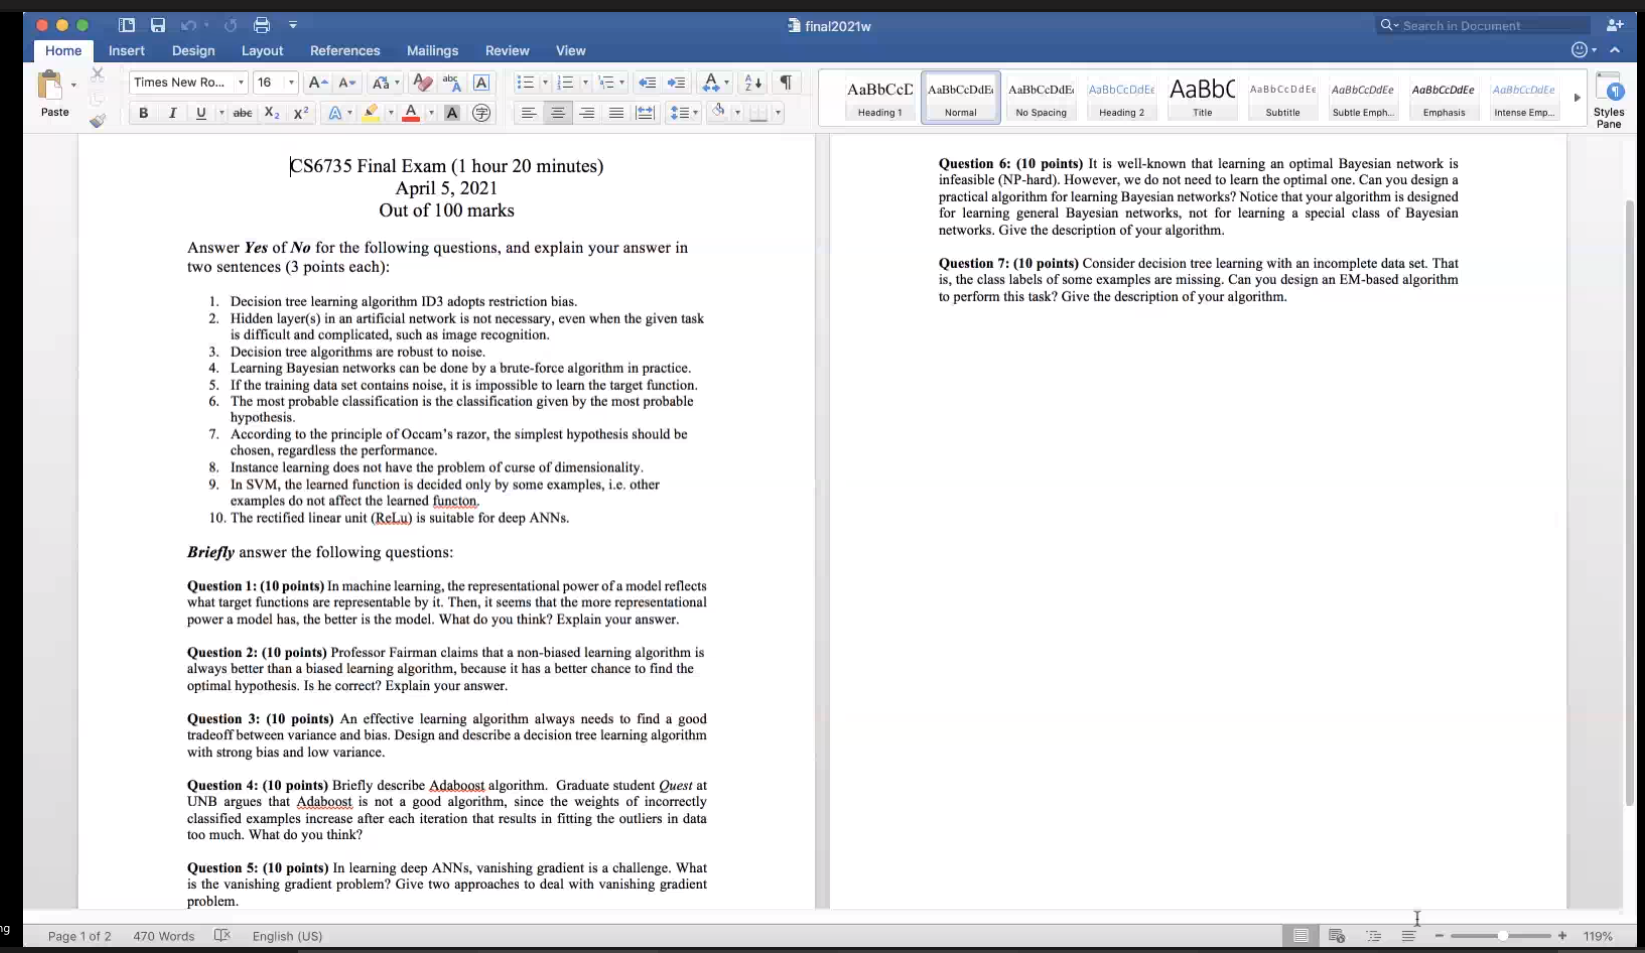 final2021w
Search in Document
Home Insert Design Layout References Mailings Review View
Paste
Times New Ro...
16
AaBbCcD
Heading 1
AaBbCcDdEe
Normal
AaBbCcDdEe
No Spacing
AaBbCcDdEe
Heading 2
AaBbC
Title
AaBbCcDdEe
Subtitle
AaBbCcDdEe
Subtle Emph...
AaBbCcDdEe
Emphasis
AaBbCcDdEe
Intense Emp...
Styles
Pane
CS6735 Final Exam (1 hour 20 minutes)
April 5, 2021
Out of 100 marks
Answer Yes of No for the following questions, and explain your answer in
two sentences (3 points each):
1. Decision tree learning algorithm ID3 adopts restriction bias.
2. Hidden layer(s) in an artificial network is not necessary, even when the given task
is difficult and complicated, such as image recognition.
3. Decision tree algorithms are robust to noise.
4. Learning Bayesian networks can be done by a brute-force algorithm in practice.
5. If the training data set contains noise, it is impossible to learn the target function.
6. The most probable classification is the classification given by the most probable
hypothesis.
7. According to the principle of Occam's razor, the simplest hypothesis should be
chosen, regardless the performance.
8. Instance learning does not have the problem of curse of dimensionality.
9. In SVM, the learned function is decided only by some examples, i.e. other
examples do not affect the learned functon.
10. The rectified linear unit (ReLu) is suitable for deep ANNs.
Briefly answer the following questions:
Question 1: (10 points) In machine learning, the representational power of a model reflects
what target functions are representable by it. Then, it seems that the more representational
power a model has, the better is the model. What do you think? Explain your answer.
Question 2: (10 points) Professor Fairman claims that a non-biased learning algorithm is
always better than a biased learning algorithm, because it has a better chance to find the
optimal hypothesis. Is he correct? Explain your answer.
Question 3: (10 points) An effective learning algorithm always needs to find a good
tradeoff between variance and bias. Design and describe a decision tree learning algorithm
with strong bias and low variance.
Question 4: (10 points) Briefly describe Adaboost algorithm. Graduate student Quest at
UNB argues that Adaboost is not a good algorithm, since the weights of incorrectly
classified examples increase after each iteration that results in fitting the outliers in data
too much. What do you think?
Question 5: (10 points) In learning deep ANNs, vanishing gradient is a challenge. What
is the vanishing gradient problem? Give two approaches to deal with vanishing gradient
problem.
Question 6: (10 points) It is well-known that learning an optimal Bayesian network is
infeasible (NP-hard). However, we do not need to learn the optimal one. Can you design a
practical algorithm for learning Bayesian networks? Notice that your algorithm is designed
for learning general Bayesian networks, not for learning a special class of Bayesian
networks. Give the description of your algorithm.
Question 7: (10 points) Consider decision tree learning with an incomplete data set. That
is, the class labels of some examples are missing. Can you design an EM-based algorithm
to perform this task? Give the description of your algorithm.
ng
Page 1 of 2 470 Words English (US) 119%